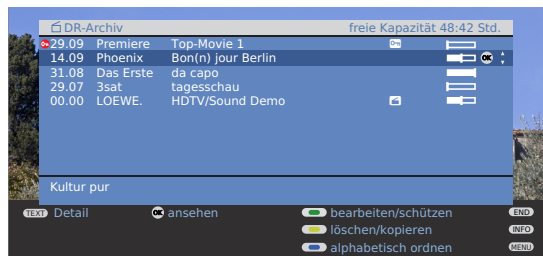 DR-Archiv freie Kapazität 48:42 Std.
29.09 Premiere Top-Movie 1
14.09 Phoenix Bon(n) jour Berlin OK
31.08 Das Erste da capo
29.07 3sat tagesschau
00.00 LOEWE. HDTV/Sound Demo
Kultur pur
TEXT Detail OK ansehen bearbeiten/schützen END
löschen/kopieren INFO
alphabetisch ordnen MENU